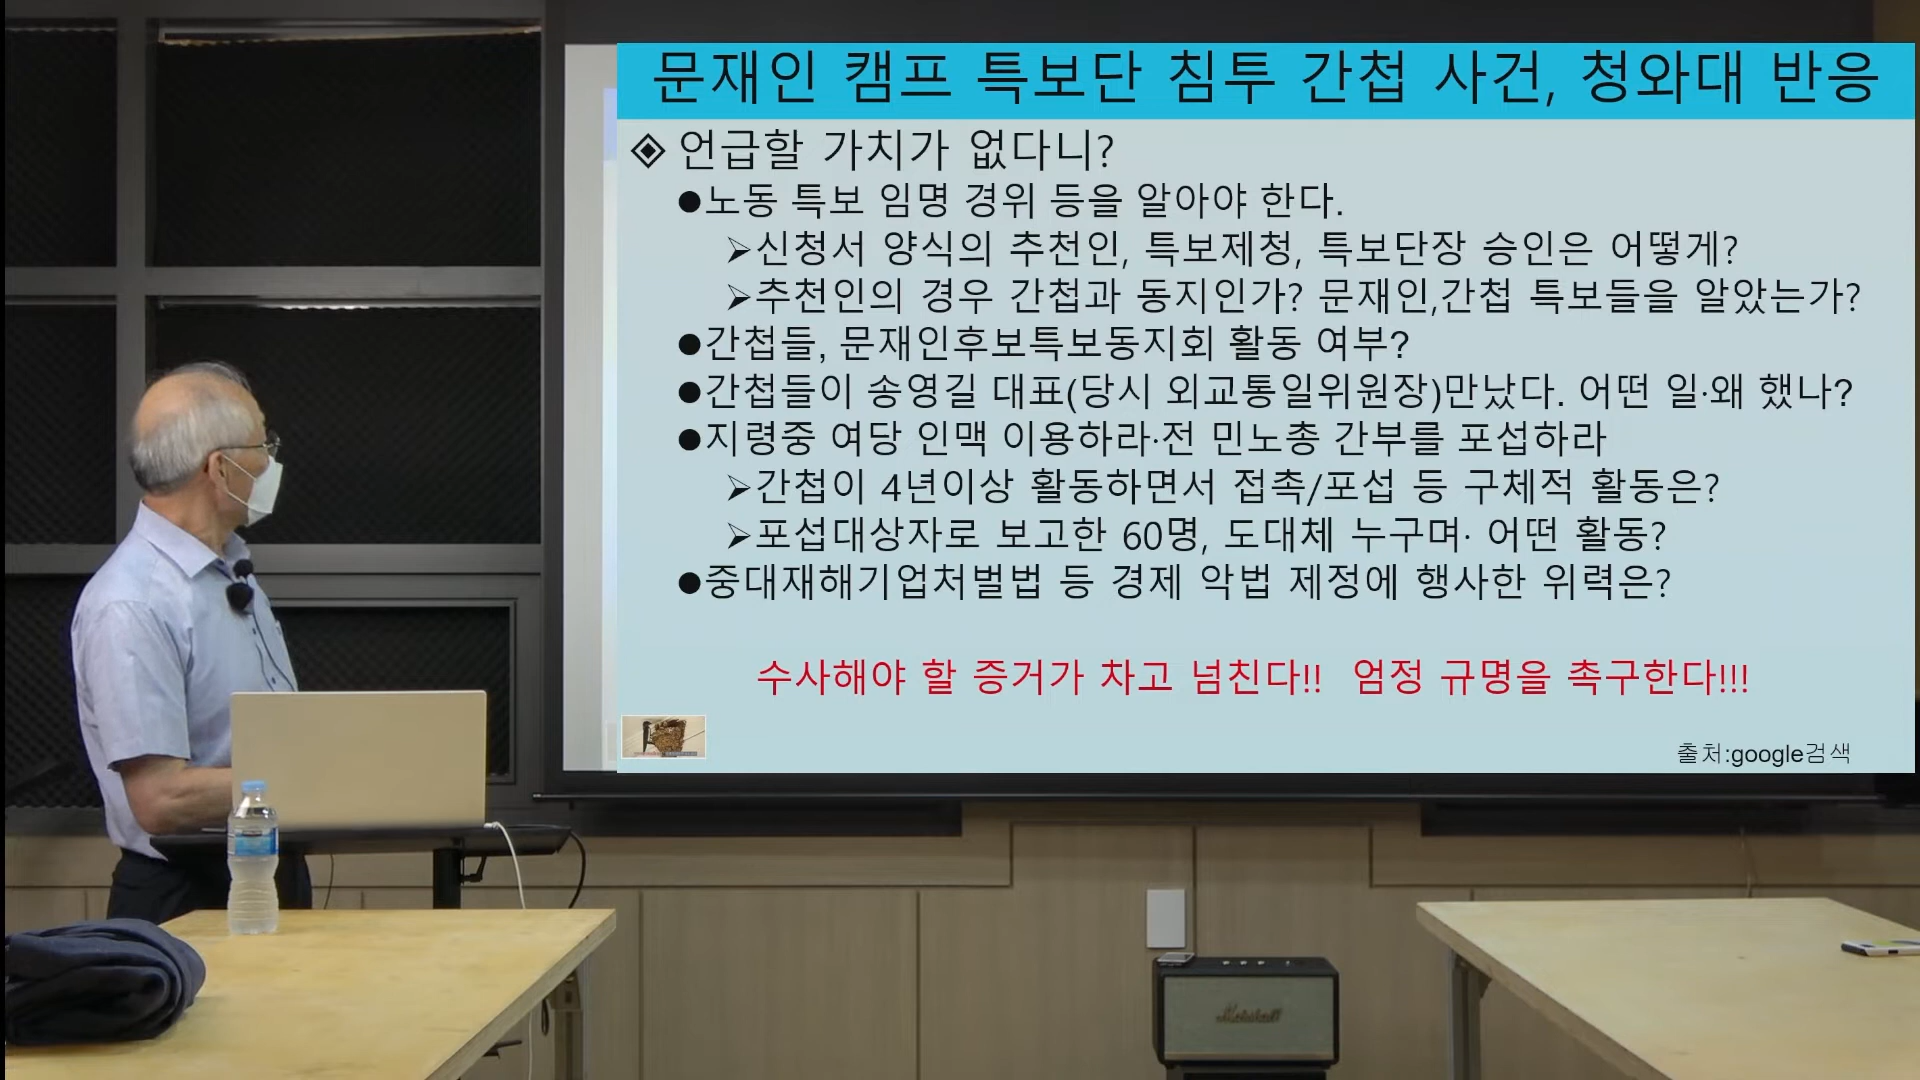 문재인 캠프 특보단 침투 간첩 사건, 청와대 반응
◈ 언급할 가치가 없다니?
●노동 특보 임명 경위 등을 알아야 한다.
➢신청서 양식의 추천인, 특보제청, 특보단장 승인은 어떻게?
➢추천인의 경우 간첩과 동지인가? 문재인,간첩 특보들을 알았는가?
●간첩들, 문재인후보특보동지회 활동 여부?
●간첩들이 송영길 대표(당시 외교통일위원장)만났다. 어떤 일·왜 했나?
●지령중 여당 인맥 이용하라·전 민노총 간부를 포섭하라
➢간첩이 4년이상 활동하면서 접촉/포섭 등 구체적 활동은?
➢포섭대상자로 보고한 60명, 도대체 누구며· 어떤 활동?
●중대재해기업처벌법 등 경제 악법 제정에 행사한 위력은?
수사해야 할 증거가 차고 넘친다!! 엄정 규명을 촉구한다!!!
출처:google검색
Marshall